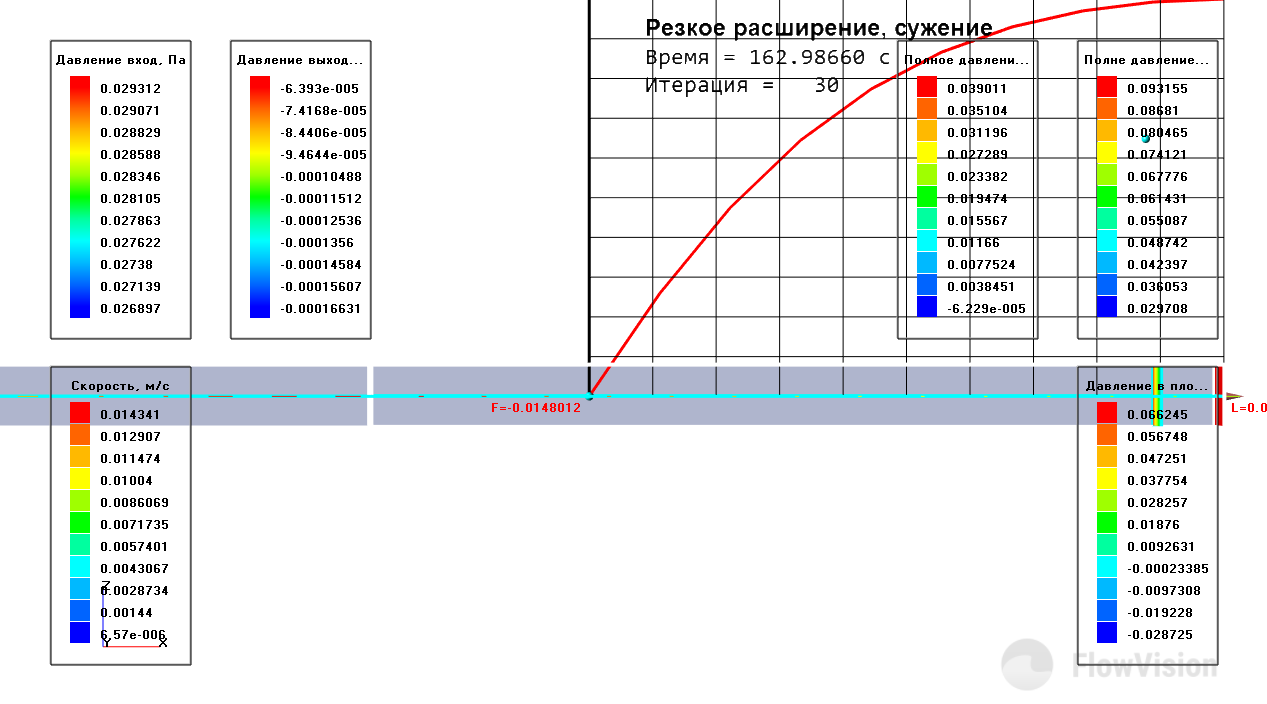 Резкое расширение, сужение
Время = 162.98660 с
Итерация = 30
Давление вход, Па
0.029312
0.029071
0.028829
0.028588
0.028346
0.028105
0.027863
0.027622
0.02738
0.027139
0.026897
Давление выход...
-6.393e-005
-7.4168e-005
-8.4406e-005
-9.4644e-005
-0.00010488
-0.00011512
-0.00012536
-0.0001356
-0.00014584
-0.00015607
-0.00016631
Полное давлени...
0.039011
0.035104
0.031196
0.027289
0.023382
0.019474
0.015567
0.01166
0.0077524
0.0038451
-6.229e-005
Полне давление...
0.093155
0.08681
0.080465
0.074121
0.067776
0.061431
0.055087
0.048742
0.042397
0.036053
0.029708
Скорость, м/с
0.014341
0.012907
0.011474
0.01004
0.0086069
0.0071735
0.0057401
0.0043067
0.0028734
0.00144
6.57e-006
Z
Y
X
F=-0.0148012
L=0.0
Давление в пло...
0.066245
0.056748
0.047251
0.037754
0.028257
0.01876
0.0092631
-0.00023385
-0.0097308
-0.019228
-0.028725
FlowVision